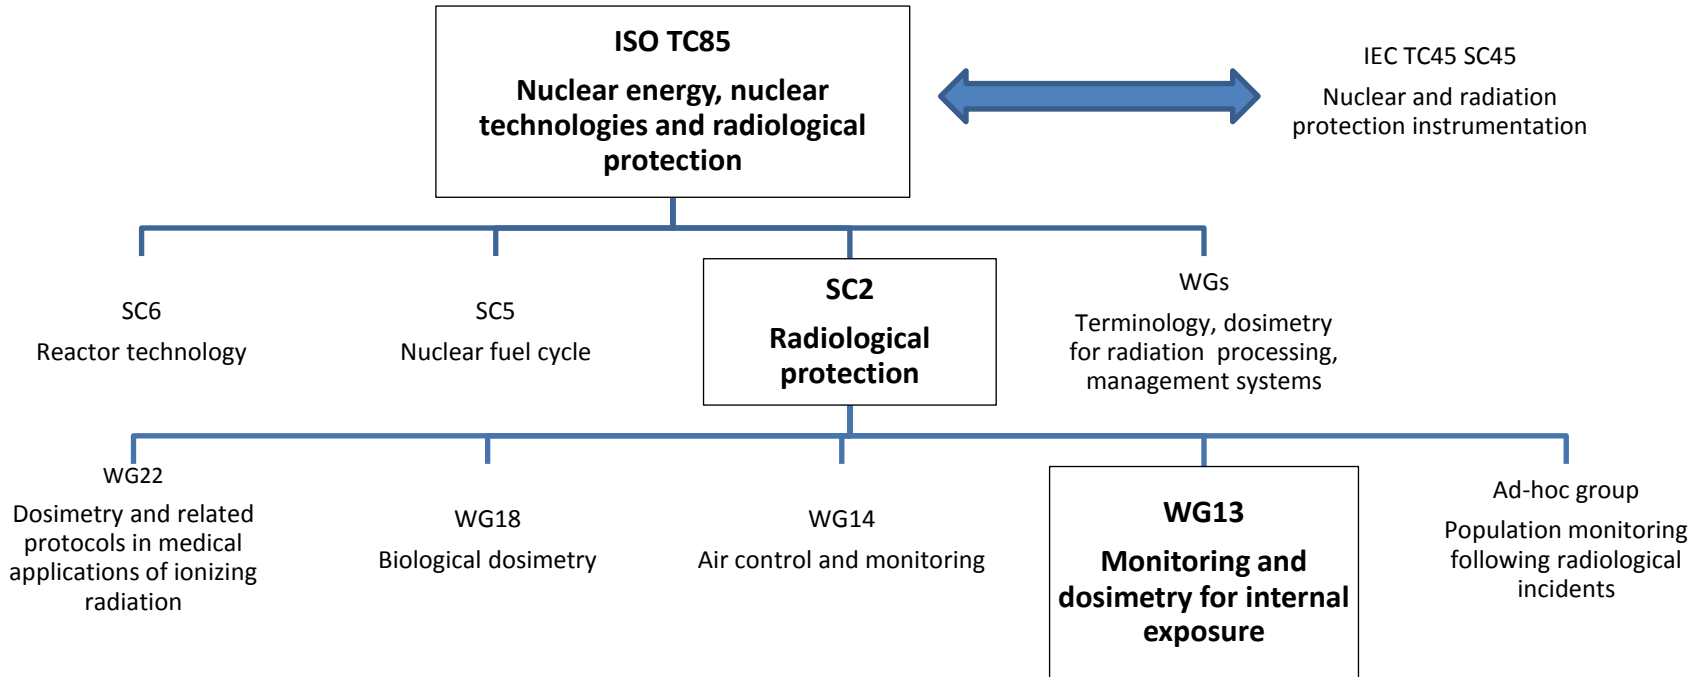 ISO TC85
Nuclear energy, nuclear
technologies and radiological
protection
IEC TC45 SC45
Nuclear and radiation
protection instrumentation
SC6
Reactor technology
SC5
Nuclear fuel cycle
SC2
Radiological
protection
WGs
Terminology, dosimetry
for radiation processing,
management systems
WG22
Dosimetry and related
protocols in medical
applications of ionizing
radiation
WG18
Biological dosimetry
WG14
Air control and monitoring
WG13
Monitoring and
dosimetry for internal
exposure
Ad-hoc group
Population monitoring
following radiological
incidents